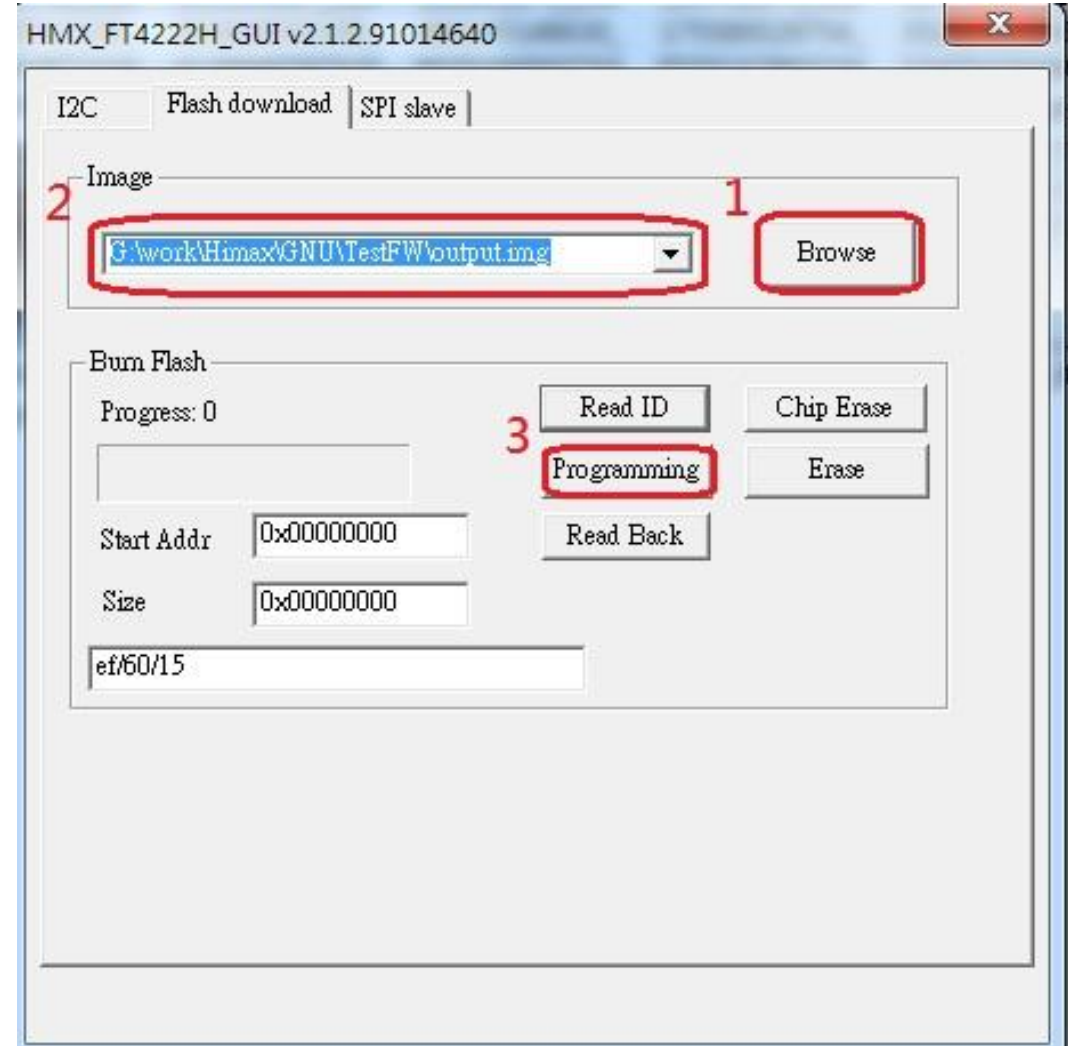 HMX_FT4222H_GUI v2.1.2.91014640
I2C Flash download SPI slave
Image
2 1
G:\work\Himax\GNU\TestFW\output.img Browse
Burn Flash
Progress: 0 Read ID Chip Erase
3 Programming Erase
Start Addr 0x00000000 Read Back
Size 0x00000000
ef/60/15